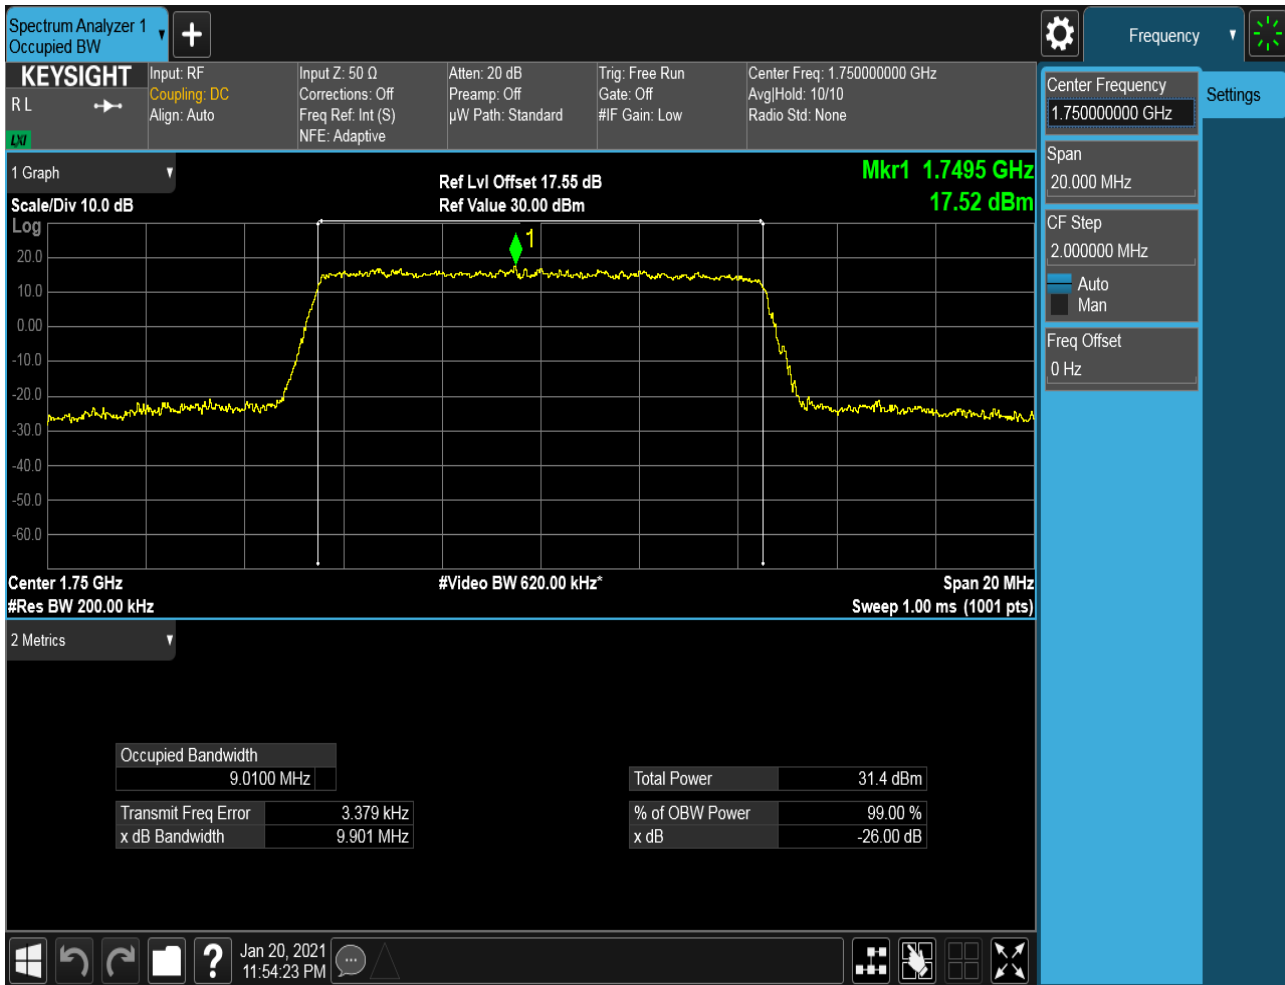 Spectrum Analyzer 1
Occupied BW
Frequency
KEYSIGHT
R L
LXI
Input: RF
Coupling: DC
Align: Auto
Input Z: 50 Ω
Corrections: Off
Freq Ref: Int (S)
NFE: Adaptive
Atten: 20 dB
Preamp: Off
µW Path: Standard
Trig: Free Run
Gate: Off
#IF Gain: Low
Center Freq: 1.750000000 GHz
Avg|Hold: 10/10
Radio Std: None
Center Frequency
1.750000000 GHz
Settings
Span
20.000 MHz
CF Step
2.000000 MHz
Auto
Man
Freq Offset
0 Hz
1 Graph
Scale/Div 10.0 dB
Log
Ref Lvl Offset 17.55 dB
Ref Value 30.00 dBm
Mkr1 1.7495 GHz
17.52 dBm
1
20.0
10.0
0.00
-10.0
-20.0
-30.0
-40.0
-50.0
-60.0
Center 1.75 GHz
#Res BW 200.00 kHz
#Video BW 620.00 kHz*
Span 20 MHz
Sweep 1.00 ms (1001 pts)
2 Metrics
Occupied Bandwidth
9.0100 MHz
Transmit Freq Error 3.379 kHz
x dB Bandwidth 9.901 MHz
Total Power 31.4 dBm
% of OBW Power 99.00 %
x dB -26.00 dB
Jan 20, 2021
11:54:23 PM